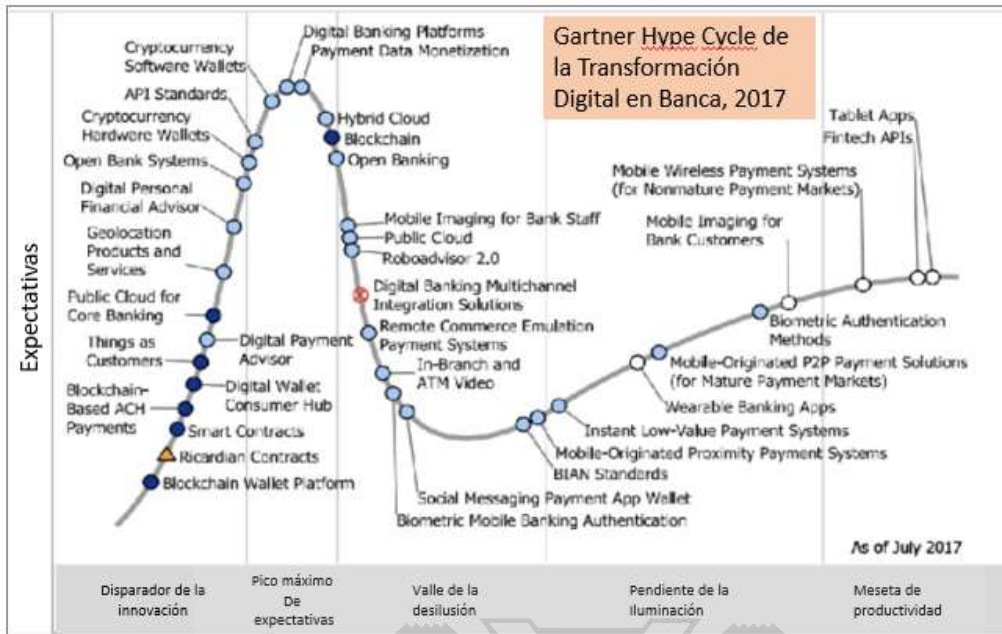 Gartner Hype Cycle de
la Transformación
Digital en Banca, 2017
Expectativas
Digital Banking Platforms
Payment Data Monetization
Cryptocurrency
Software Wallets
API Standards
Cryptocurrency
Hardware Wallets
Open Bank Systems
Digital Personal
Financial Advisor
Geolocation
Products and
Services
Public Cloud for
Core Banking
Things as
Customers
Blockchain-
Based ACH
Payments
Digital Payment
Advisor
Digital Wallet
Consumer Hub
Smart Contracts
Ricardian Contracts
Blockchain Wallet Platform
Hybrid Cloud
Blockchain
Open Banking
Mobile Imaging for Bank Staff
Public Cloud
Roboadvisor 2.0
Digital Banking Multichannel
Integration Solutions
Remote Commerce Emulation
Payment Systems
In-Branch and
ATM Video
Social Messaging Payment App Wallet
Biometric Mobile Banking Authentication
Tablet Apps
Fintech APIs
Mobile Wireless Payment Systems
(for Nonmature Payment Markets)
Mobile Imaging for
Bank Customers
Biometric Authentication
Methods
Mobile-Originated P2P Payment Solutions
(for Mature Payment Markets)
Wearable Banking Apps
Instant Low-Value Payment Systems
Mobile-Originated Proximity Payment Systems
BIAN Standards
As of July 2017
Disparador de la
innovación
Pico máximo
De
expectativas
Valle de la
desilusión
Pendiente de la
Iluminación
Meseta de
productividad